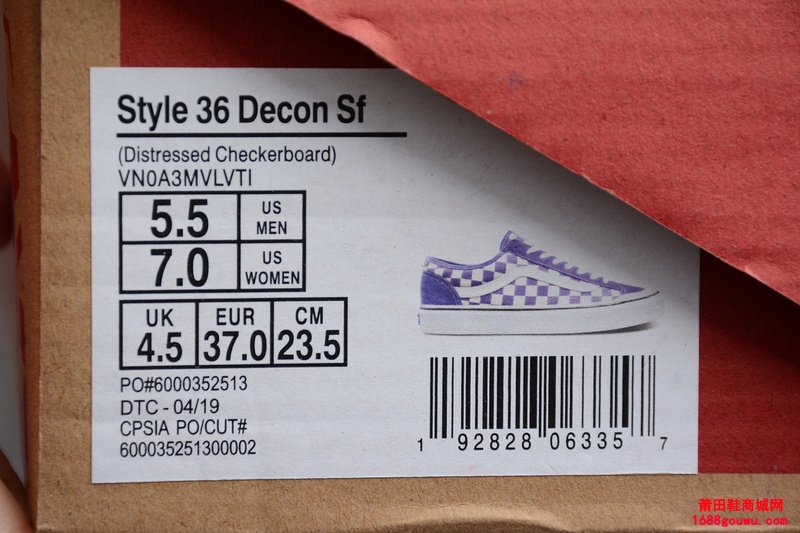 Style 36 Decon Sf
(Distressed Checkerboard)
VN0A3MVLVTI
5.5 US MEN
7.0 US WOMEN
UK EUR CM
4.5 37.0 23.5
PO#6000352513
DTC - 04/19
CPSIA PO/CUT#
600035251300002
1 92828 06335 7
莆田鞋商城网
1688gouwu.com